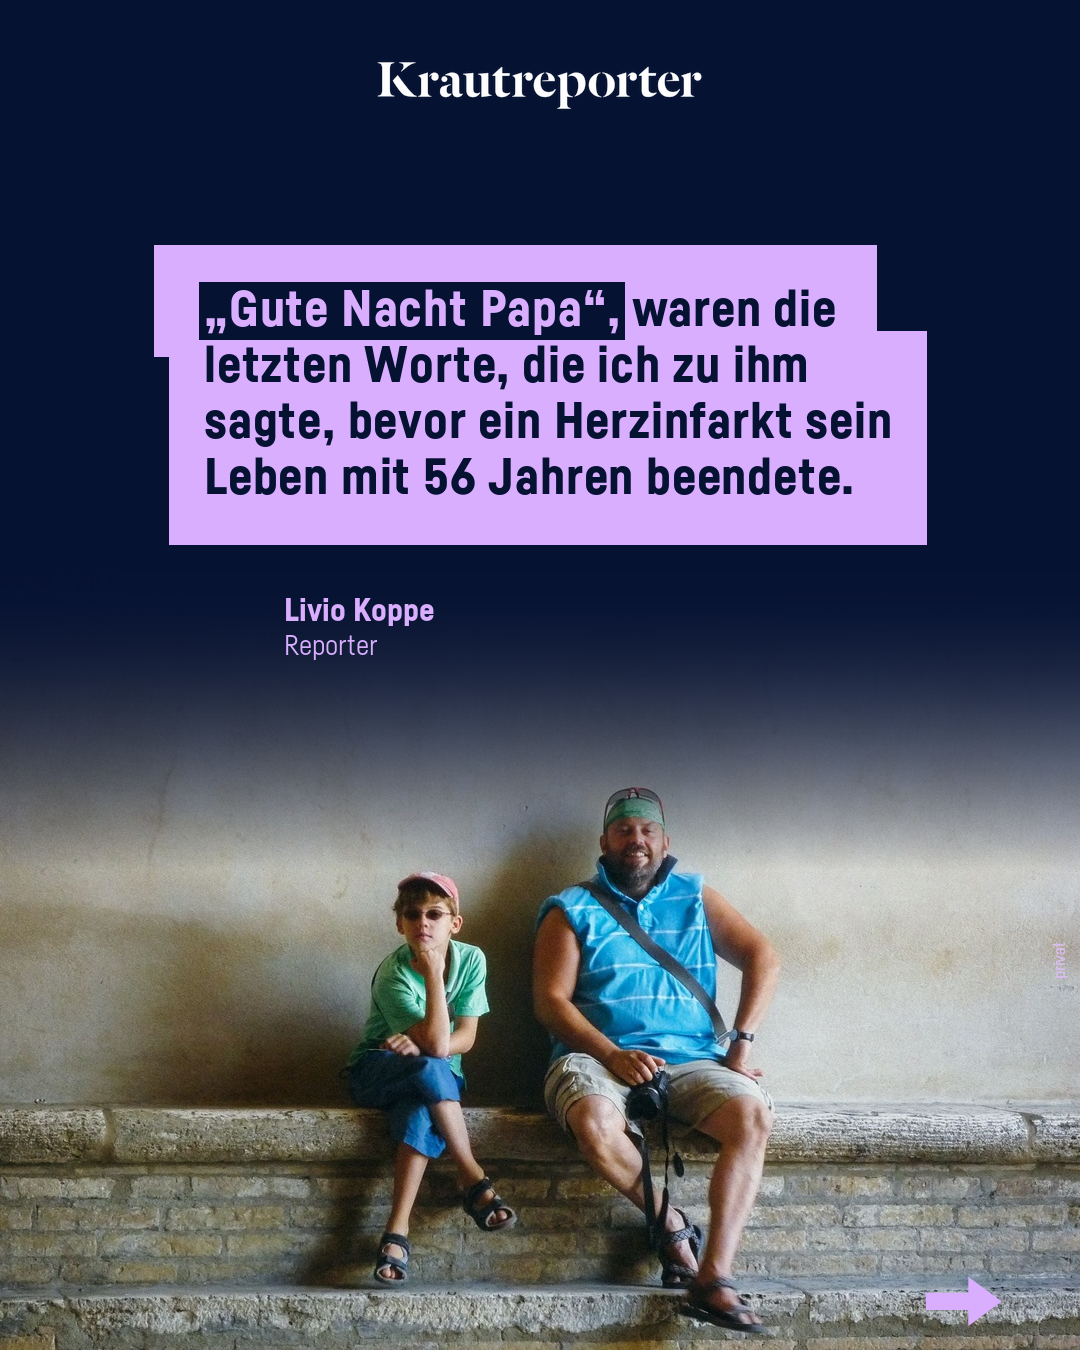 Krautreporter
„Gute Nacht Papa“, waren die
letzten Worte, die ich zu ihm
sagte, bevor ein Herzinfarkt sein
Leben mit 56 Jahren beendete.
Livio Koppe
Reporter
privat